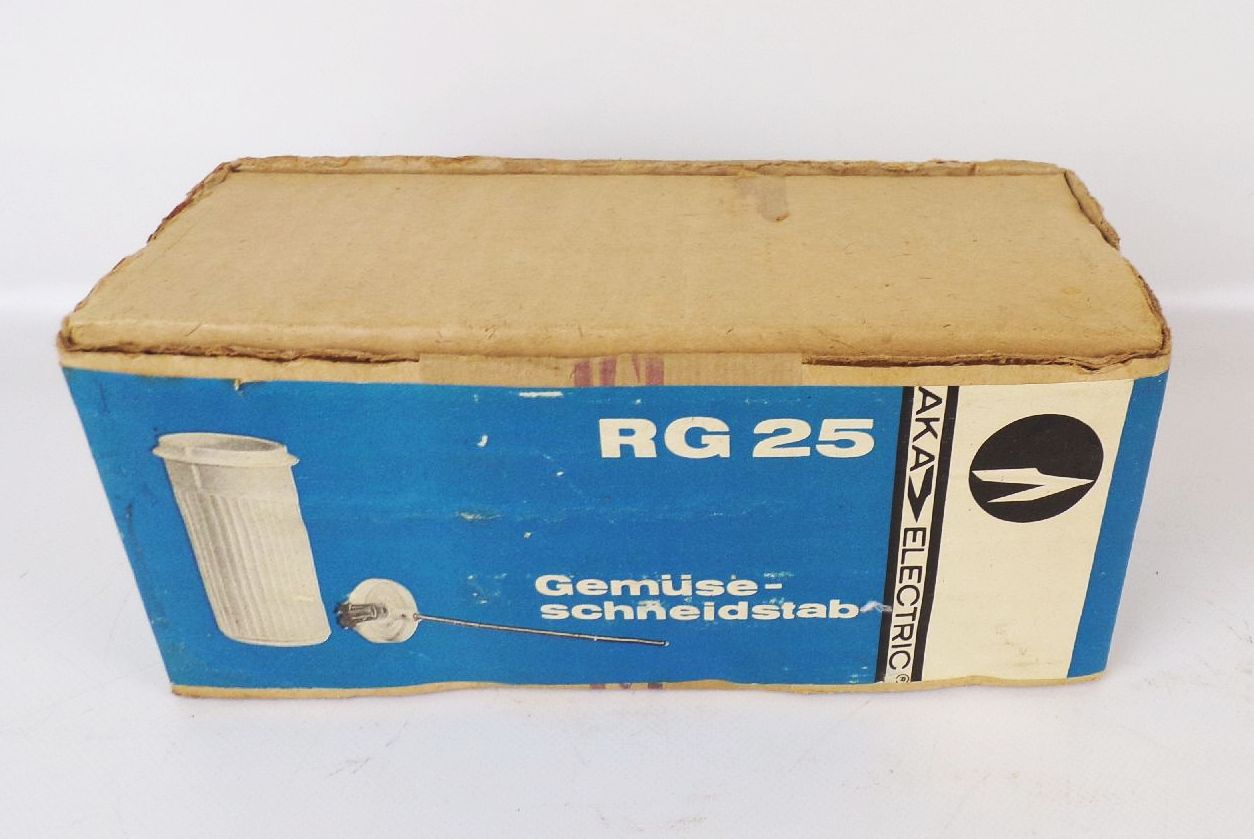 RG 25
Gemüse-
schneidstab
AKA ELECTRIC®